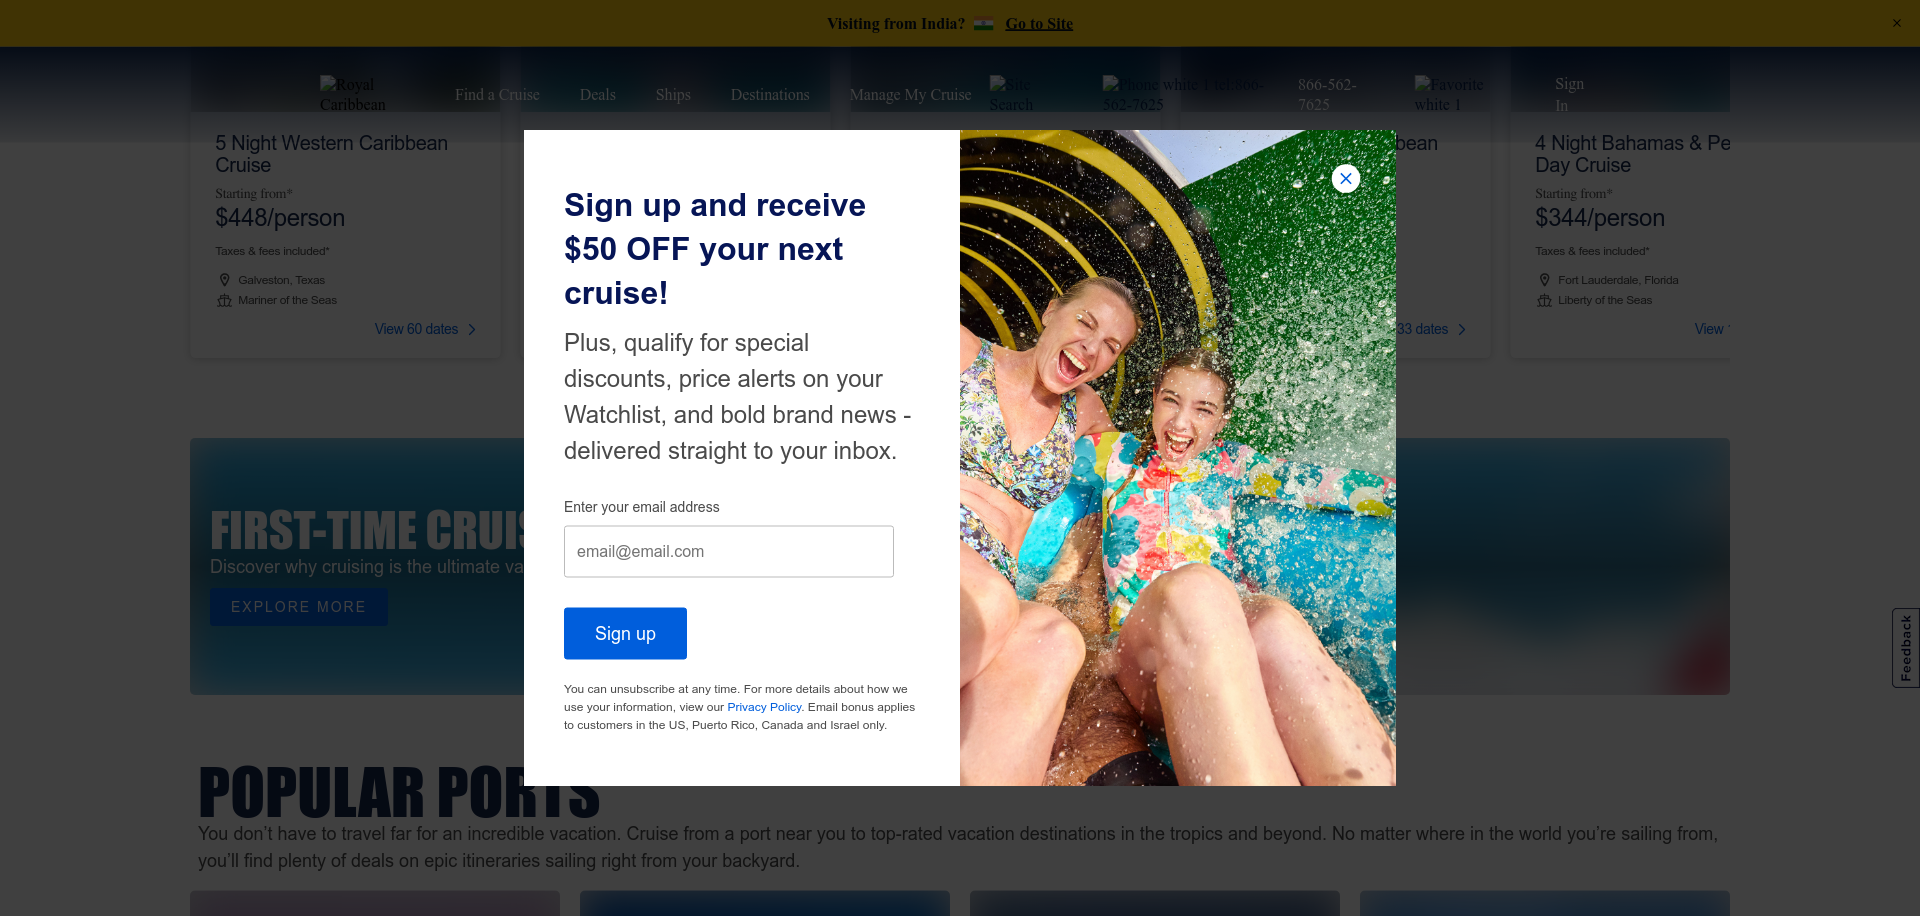 Visiting from India? Go to Site
×
Royal Caribbean
Find a Cruise
Deals
Ships
Destinations
Manage My Cruise
Site Search
Phone white 1 tel:866-562-7625
866-562-7625
Favorite white 1
Sign In
5 Night Western Caribbean
Cruise
Starting from*
$448/person
Taxes & fees included*
Galveston, Texas
Mariner of the Seas
View 60 dates
33 dates
4 Night Bahamas & Pe
Day Cruise
Starting from*
$344/person
Taxes & fees included*
Fort Lauderdale, Florida
Liberty of the Seas
View
Sign up and receive
$50 OFF your next
cruise!
Plus, qualify for special
discounts, price alerts on your
Watchlist, and bold brand news -
delivered straight to your inbox.
Enter your email address
email@email.com
Sign up
You can unsubscribe at any time. For more details about how we
use your information, view our Privacy Policy. Email bonus applies
to customers in the US, Puerto Rico, Canada and Israel only.
FIRST-TIME CRUIS
Discover why cruising is the ultimate va
EXPLORE MORE
Feedback
POPULAR PORTS
You don’t have to travel far for an incredible vacation. Cruise from a port near you to top-rated vacation destinations in the tropics and beyond. No matter where in the world you’re sailing from,
you’ll find plenty of deals on epic itineraries sailing right from your backyard.